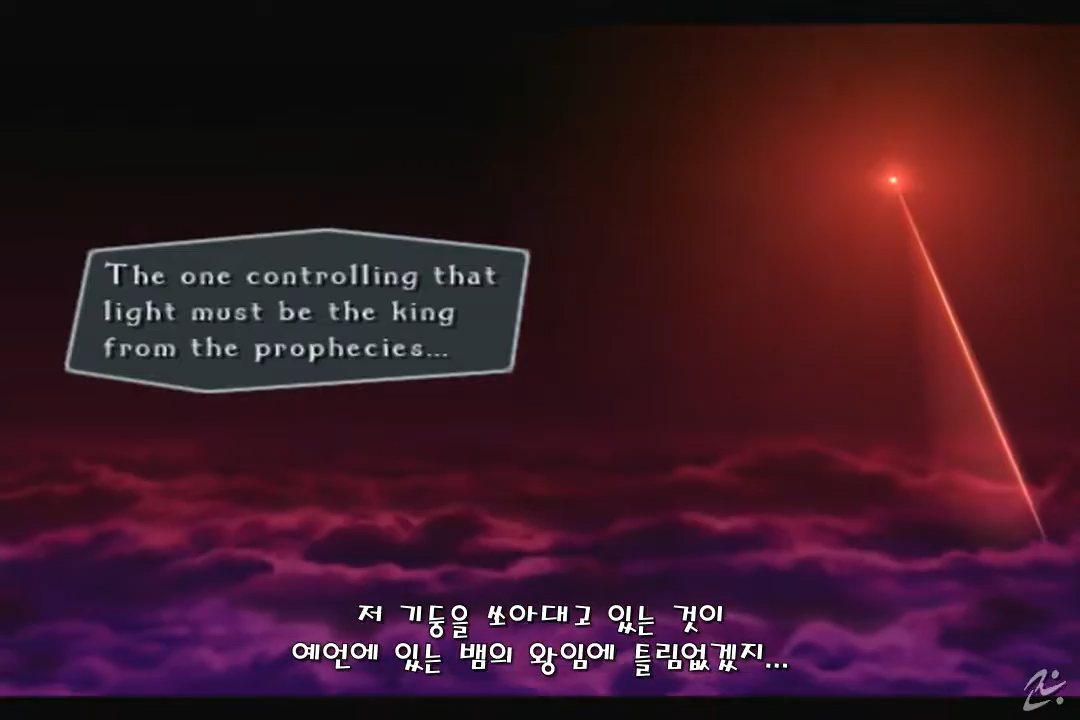 The one controlling that
light must be the king
from the prophecies...
저 기둥을 쏘아대고 있는 것이
예언에 있는 뱀의 왕임에 틀림없겠지...